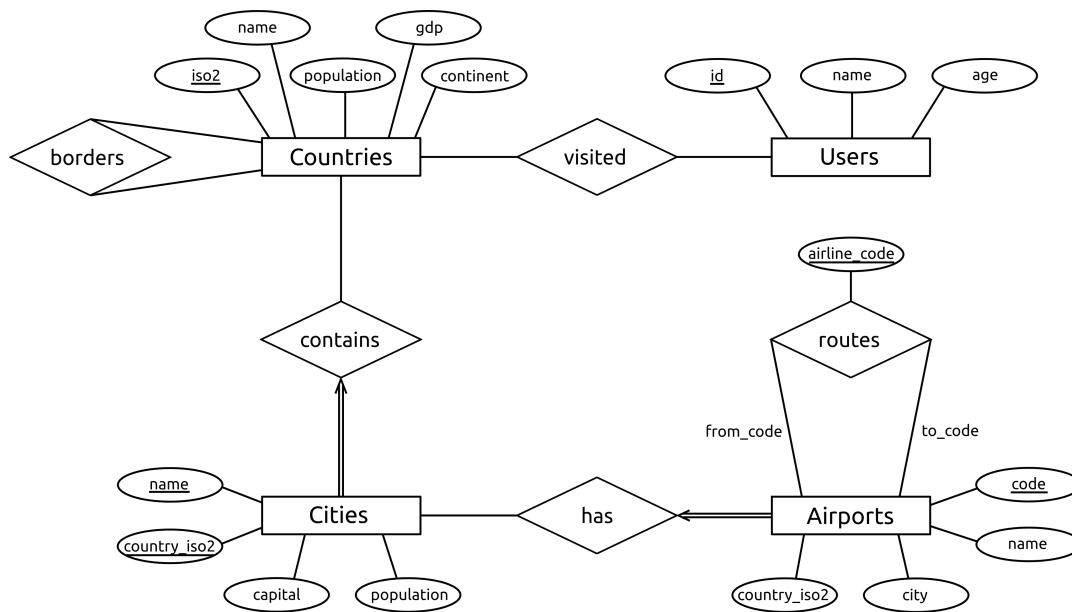 name
gdp
iso2
population
continent
id
name
age
borders
Countries
visited
Users
airline_code
contains
routes
from_code
to_code
name
code
Cities
has
Airports
country_iso2
name
capital
population
country_iso2
city